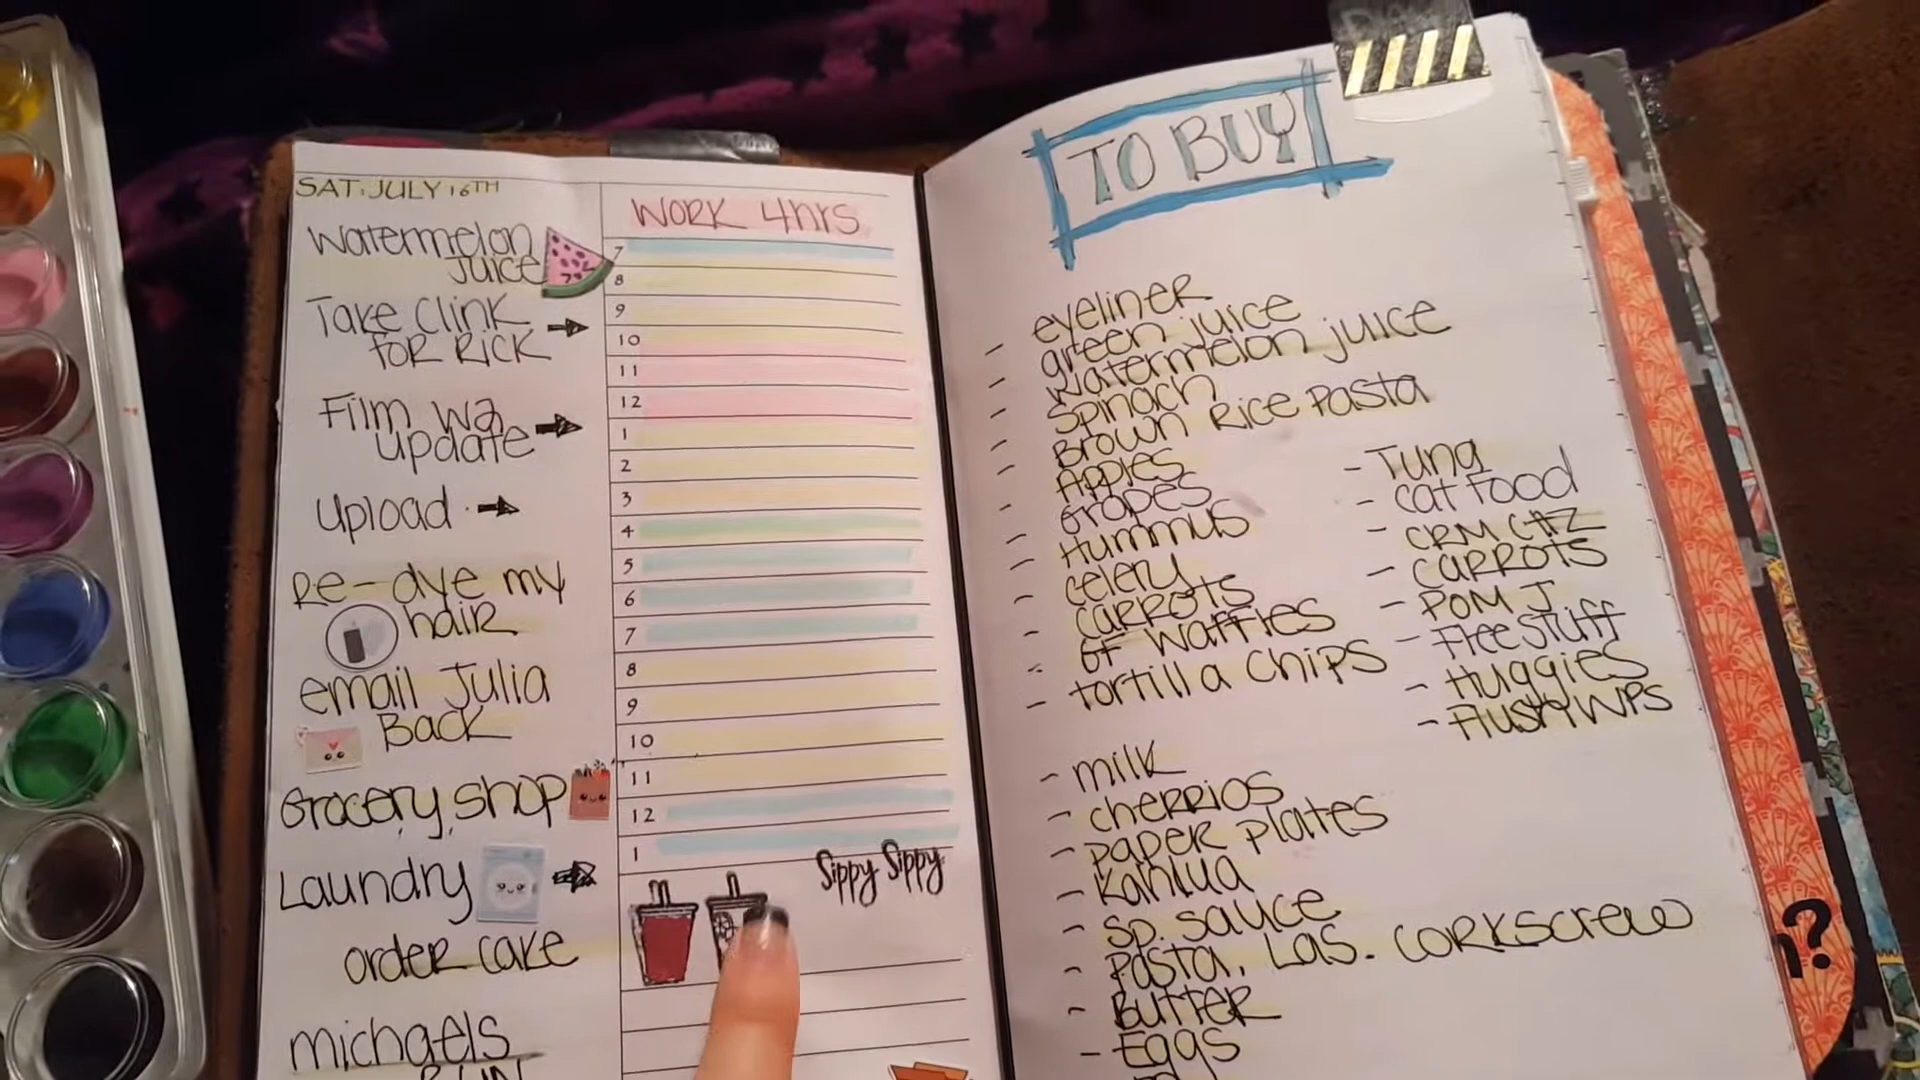 SAT: JULY 16TH
Watermelon
Juice
Take Clink
for Rick
Film wa
update
Upload
Re-dye my
hair
email Julia
Back
Grocery shop
Laundry
order cake
michaels
RUN
WORK 4hrs
7
8
9
10
11
12
1
2
3
4
5
6
7
8
9
10
11
12
1
Sippy Sippy
TO BUY
- eyeliner
- green juice
- watermelon juice
- Spinach
- Brown Rice Pasta
- Apples
- Grapes
- Hummus
- Celery
- Carrots
- GF Waffles
- tortilla chips
- Tuna
- cat food
- CRM CHZ
- CARROTS
- POM J
- Flee stuff
- Huggies
- Flush WPS
- milk
- cherrios
- paper plates
- Kahlua
- Sp. sauce
- Pasta, Las. corkscrew
- Butter
- Eggs
?